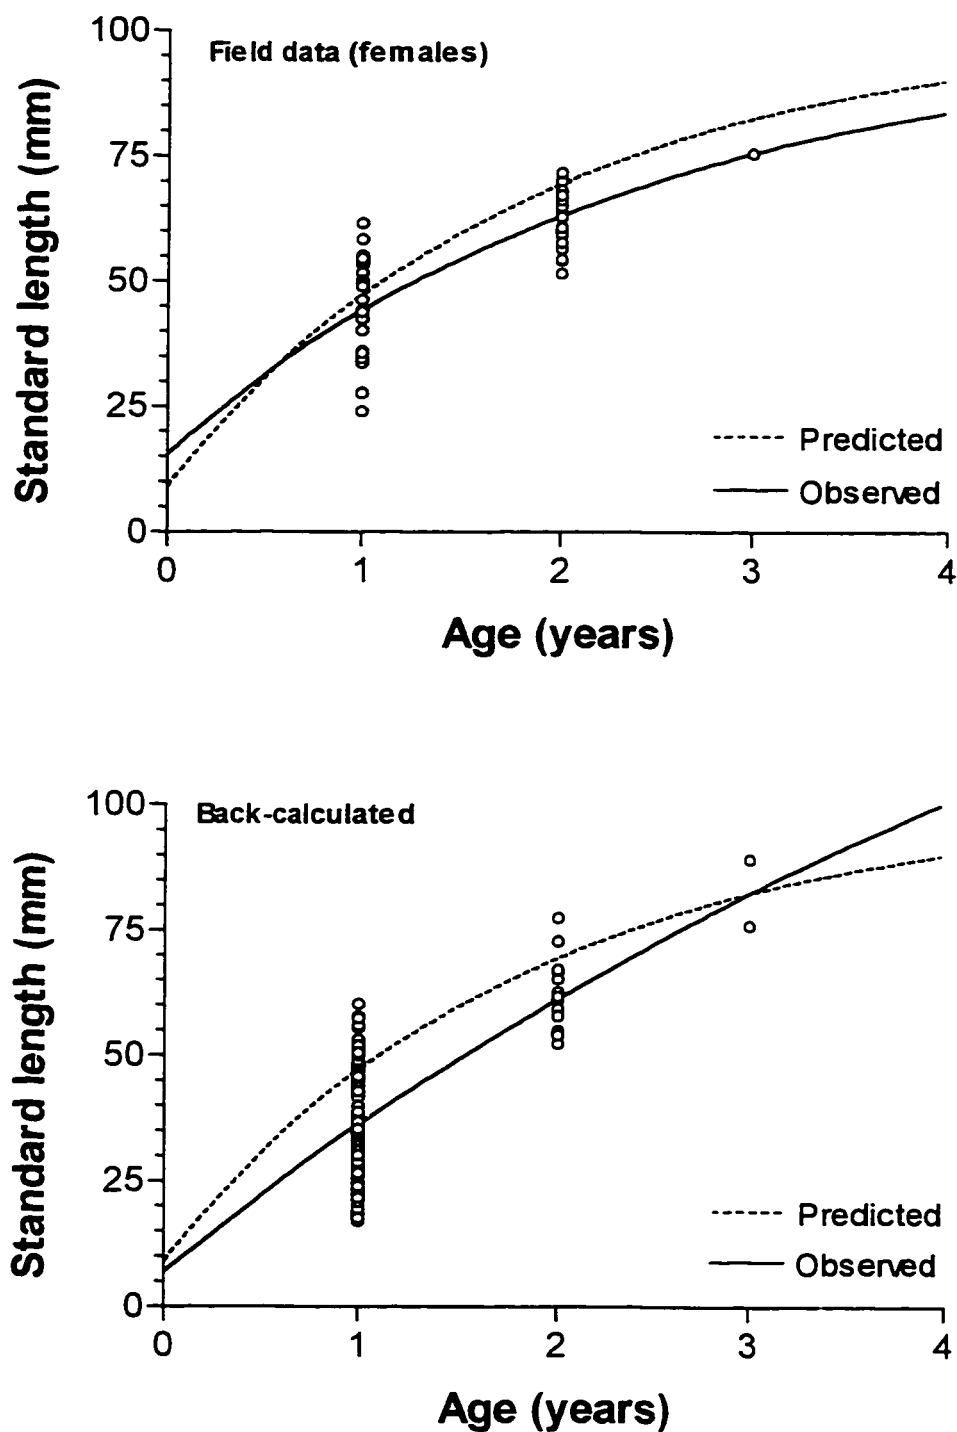 Field data (females)
Standard length (mm)
100
75
50
25
0
Predicted
Observed
0 1 2 3 4
Age (years)
Back-calculated
Standard length (mm)
100
75
50
25
0
Predicted
Observed
0 1 2 3 4
Age (years)